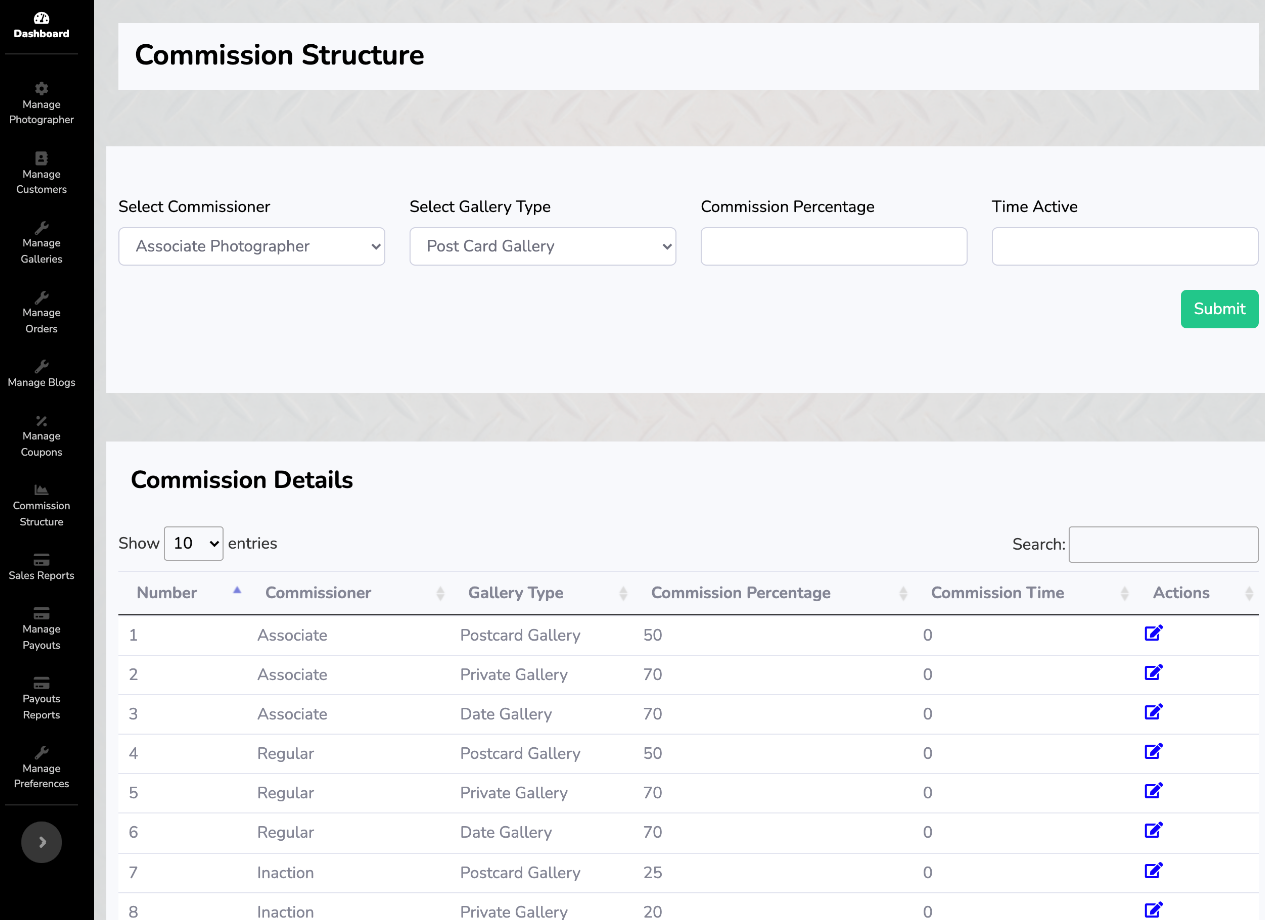 Dashboard
Manage
Photographer
Manage
Customers
Manage
Galleries
Manage
Orders
Manage Blogs
Manage
Coupons
Commission
Structure
Sales Reports
Manage
Payouts
Payouts
Reports
Manage
Preferences
Commission Structure
Select Commissioner Select Gallery Type Commission Percentage Time Active
Associate Photographer Post Card Gallery
Submit
Commission Details
Show 10 entries Search:
Number Commissioner Gallery Type Commission Percentage Commission Time Actions
1 Associate Postcard Gallery 50 0
2 Associate Private Gallery 70 0
3 Associate Date Gallery 70 0
4 Regular Postcard Gallery 50 0
5 Regular Private Gallery 70 0
6 Regular Date Gallery 70 0
7 Inaction Postcard Gallery 25 0
8 Inaction Private Gallery 20 0